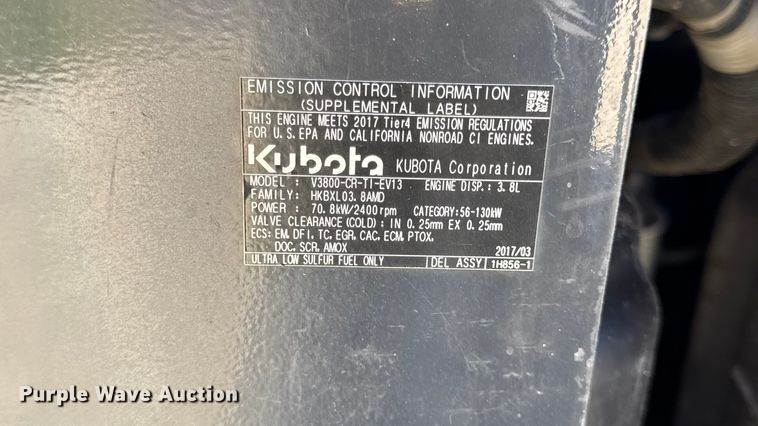 EMISSION CONTROL INFORMATION
(SUPPLEMENTAL LABEL)
THIS ENGINE MEETS 2017 Tier4 EMISSION REGULATIONS
FOR U.S.EPA AND CALIFORNIA NONROAD CI ENGINES.
Kubota KUBOTA Corporation
MODEL : V3800-CR-TI-EV13 ENGINE DISP.: 3.8L
FAMILY: HKBXL03.8AMD
POWER : 70.8kW/2400rpm CATEGORY:56-130kW
VALVE CLEARANCE(COLD): IN 0.25mm EX 0.25mm
ECS: EM, DFI, TC, EGR, CAC, ECM, PTOX,
DOC, SCR, AMOX 2017/03
ULTRA LOW SULFUR FUEL ONLY DEL ASSY 1H856-1
Purple Wave Auction